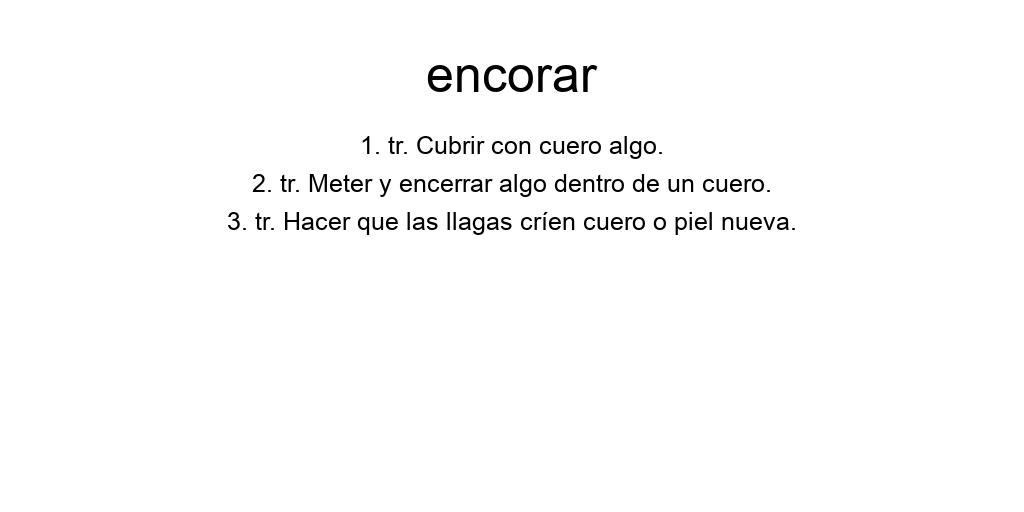 encorar
1. tr. Cubrir con cuero algo.
2. tr. Meter y encerrar algo dentro de un cuero.
3. tr. Hacer que las llagas críen cuero o piel nueva.